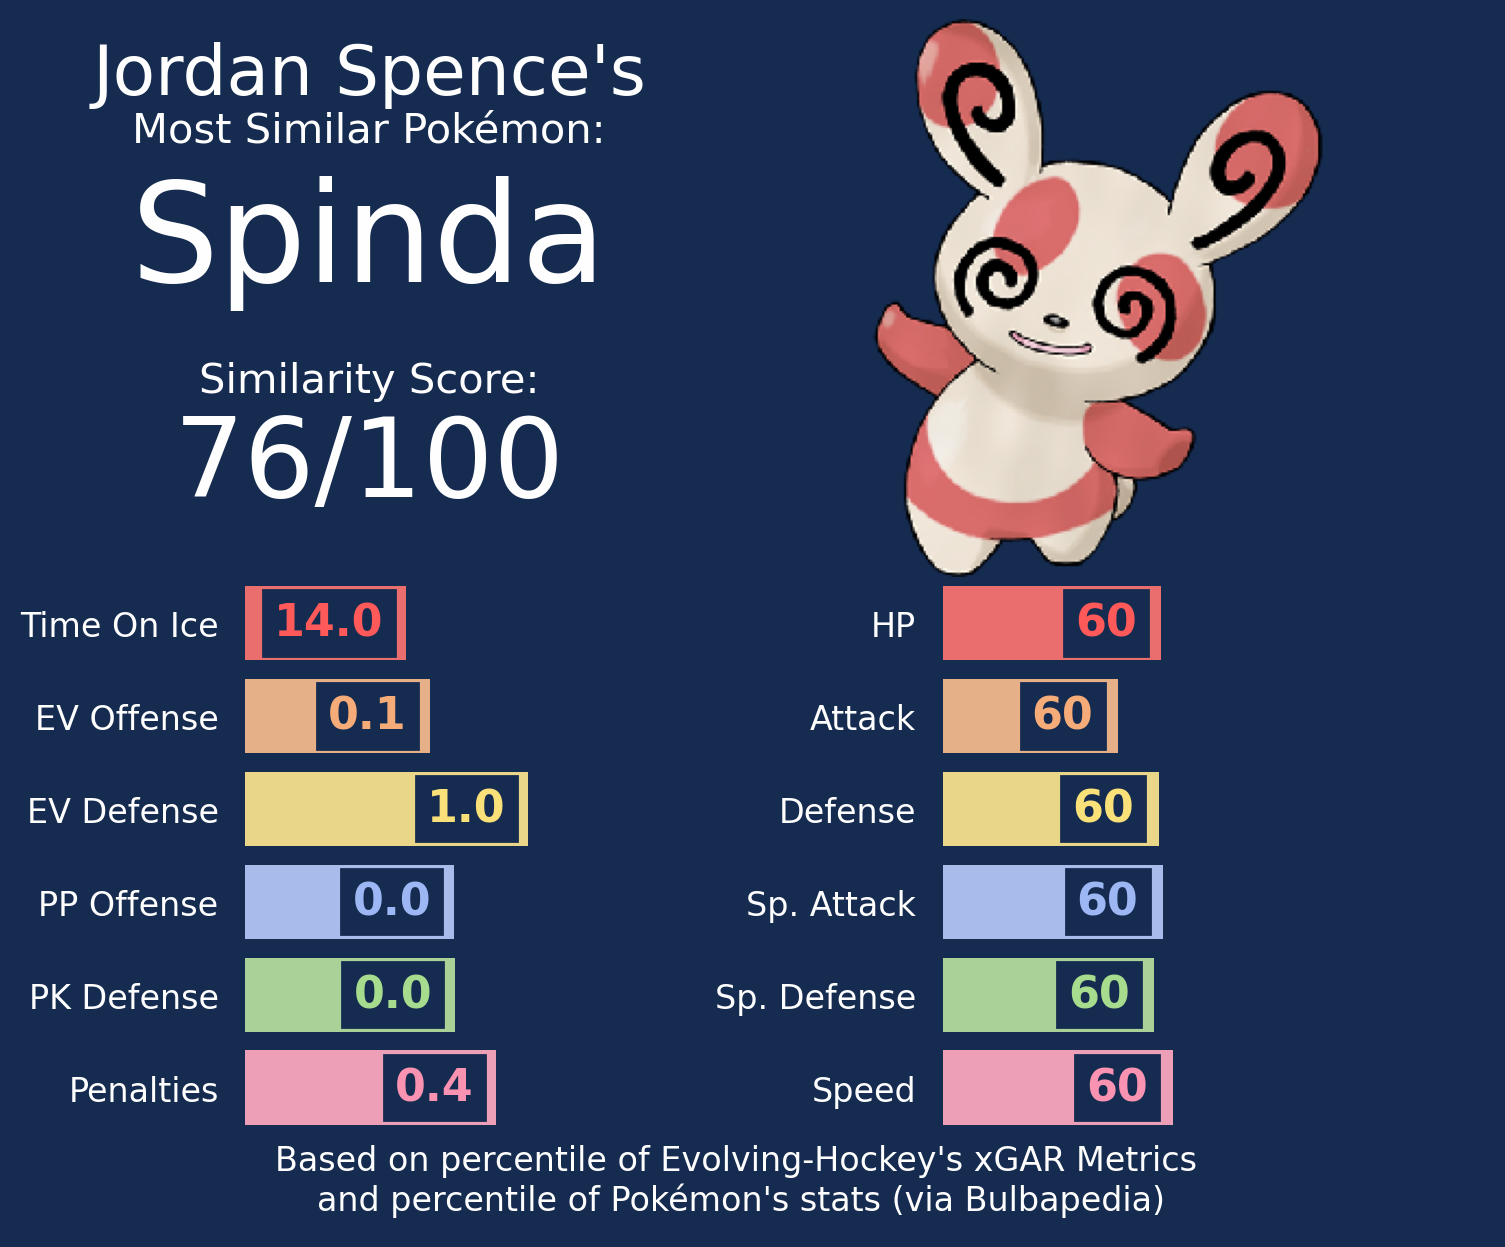 Jordan Spence's
Most Similar Pokémon:
Spinda
Similarity Score:
76/100
Time On Ice 14.0
EV Offense 0.1
EV Defense 1.0
PP Offense 0.0
PK Defense 0.0
Penalties 0.4
HP 60
Attack 60
Defense 60
Sp. Attack 60
Sp. Defense 60
Speed 60
Based on percentile of Evolving-Hockey's xGAR Metrics
and percentile of Pokémon's stats (via Bulbapedia)